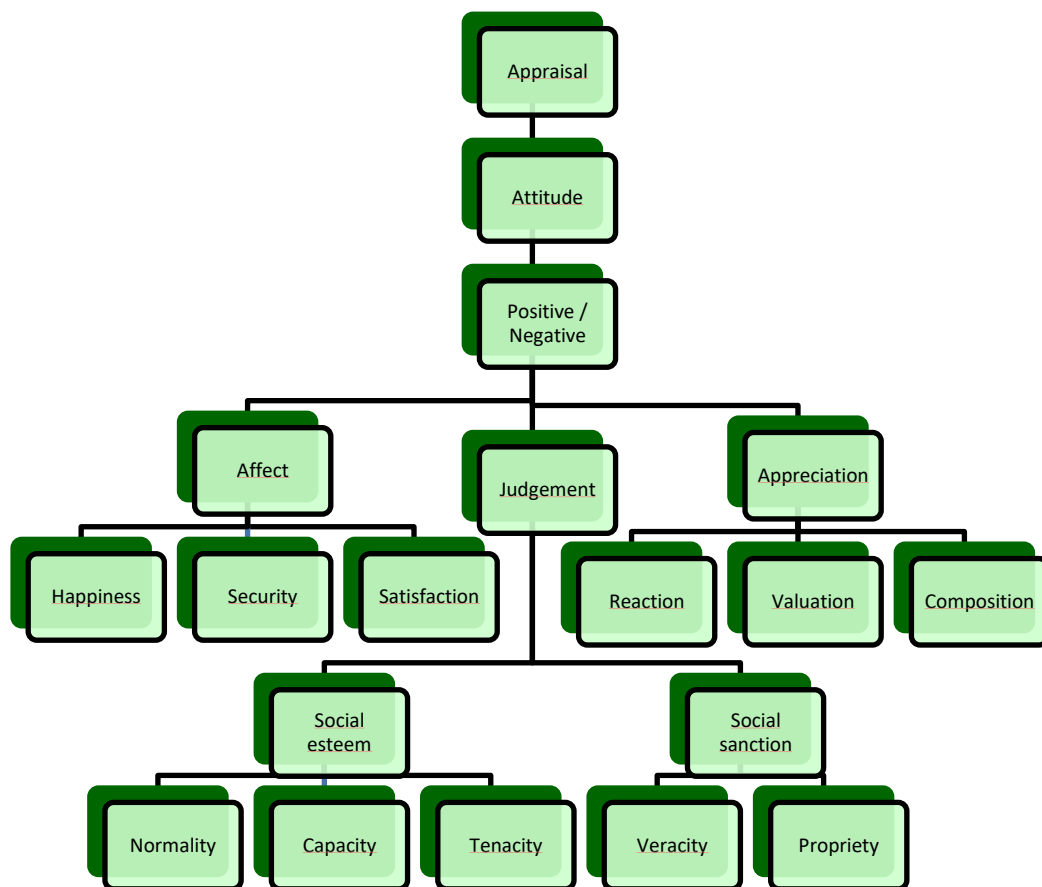 Appraisal
Attitude
Positive /
Negative
Affect
Judgement
Appreciation
Happiness
Security
Satisfaction
Reaction
Valuation
Composition
Social
esteem
Social
sanction
Normality
Capacity
Tenacity
Veracity
Propriety